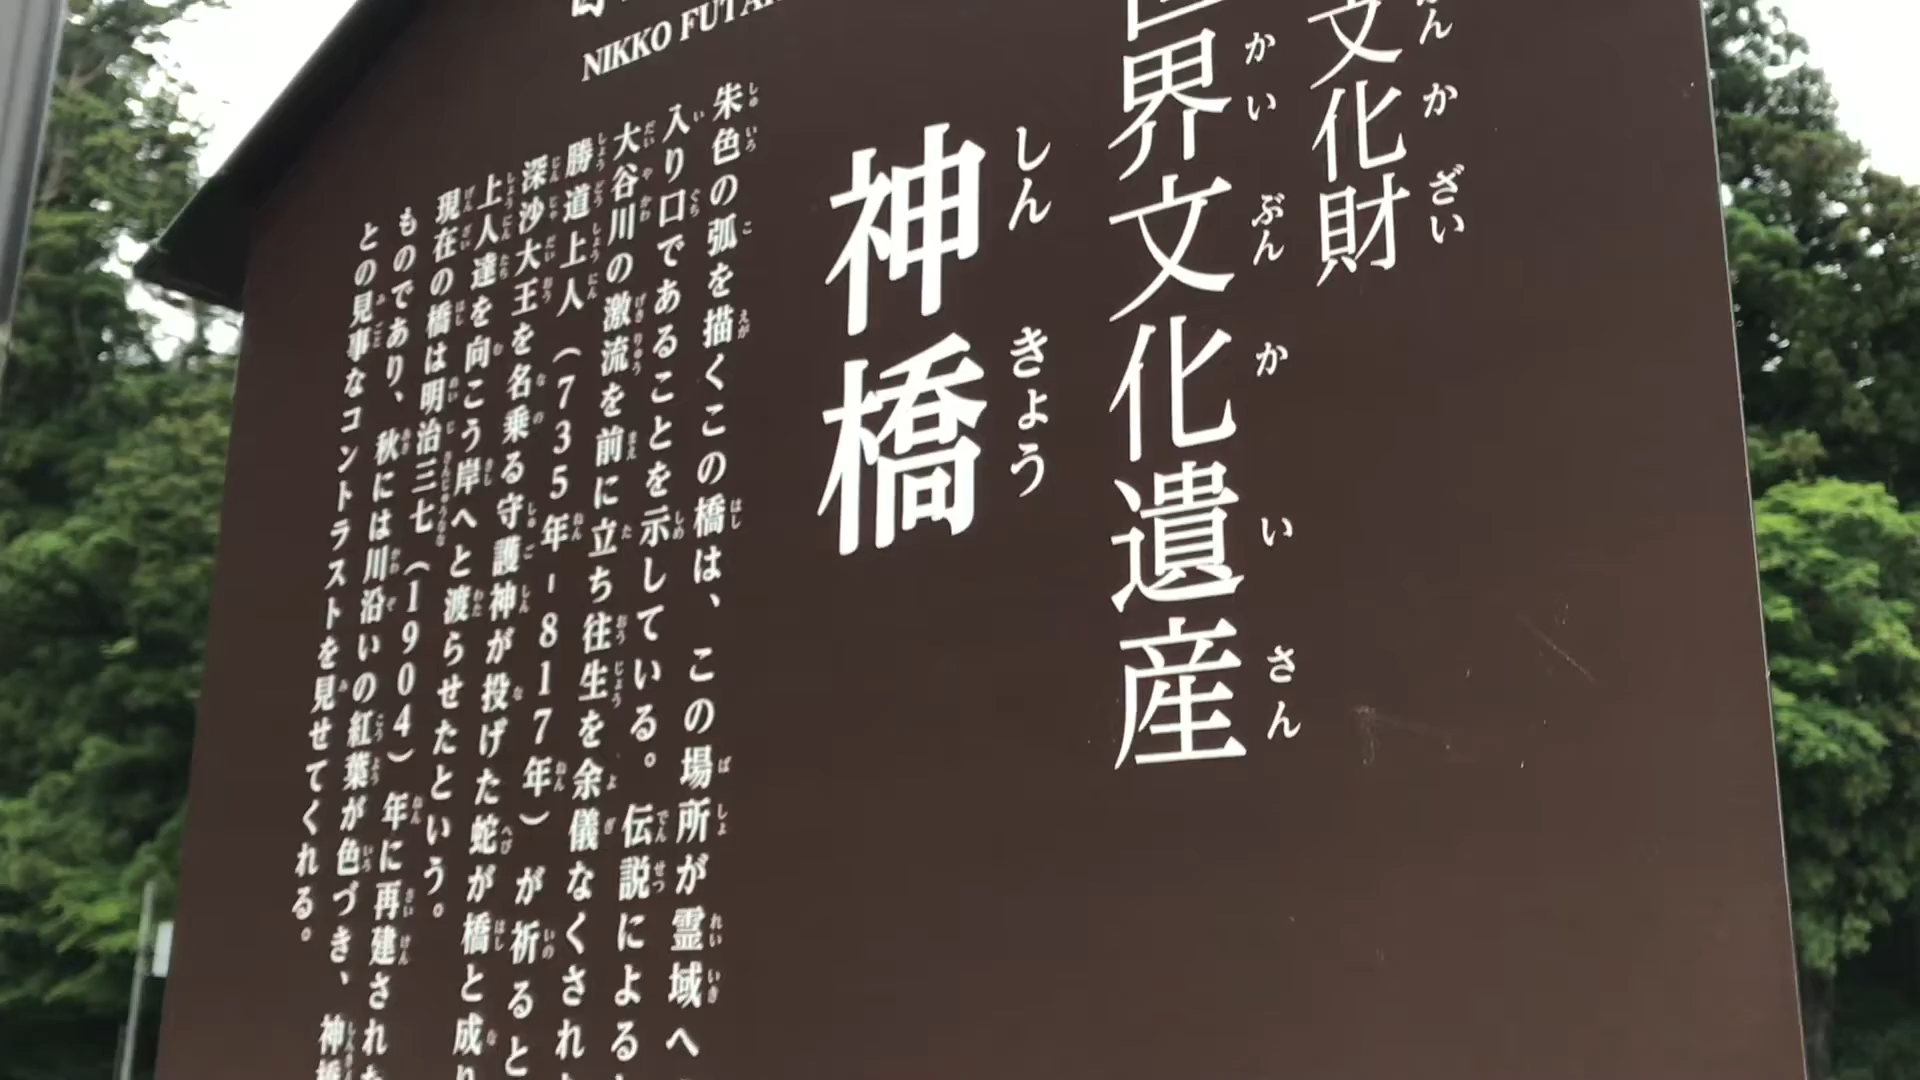 文化財
界文化遺産
神橋
しんきょう
NIKKO FUTA
朱色の弧を描くこの橋は、この場所が霊域へ
入り口であることを示している。伝説によると
大谷川の激流を前に立ち往生を余儀なくされ
勝道上人（735年-817年）が祈ると
深沙大王を名乗る守護神が投げた蛇が橋と成り
上人達を向こう岸へと渡らせたという。
現在の橋は明治三七（1904）年に再建された
ものであり、秋には川沿いの紅葉が色づき、神橋
との見事なコントラストを見せてくれる。